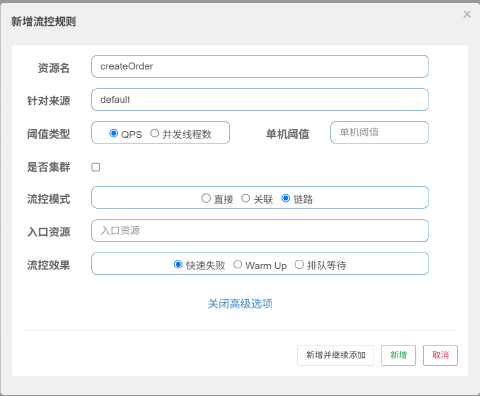 新增流控规则
×
资源名 createOrder
针对来源 default
阈值类型 QPS 并发线程数 单机阈值 单机阈值
是否集群
流控模式 直接 关联 链路
入口资源 入口资源
流控效果 快速失败 Warm Up 排队等待
关闭高级选项
新增并继续添加 新增 取消